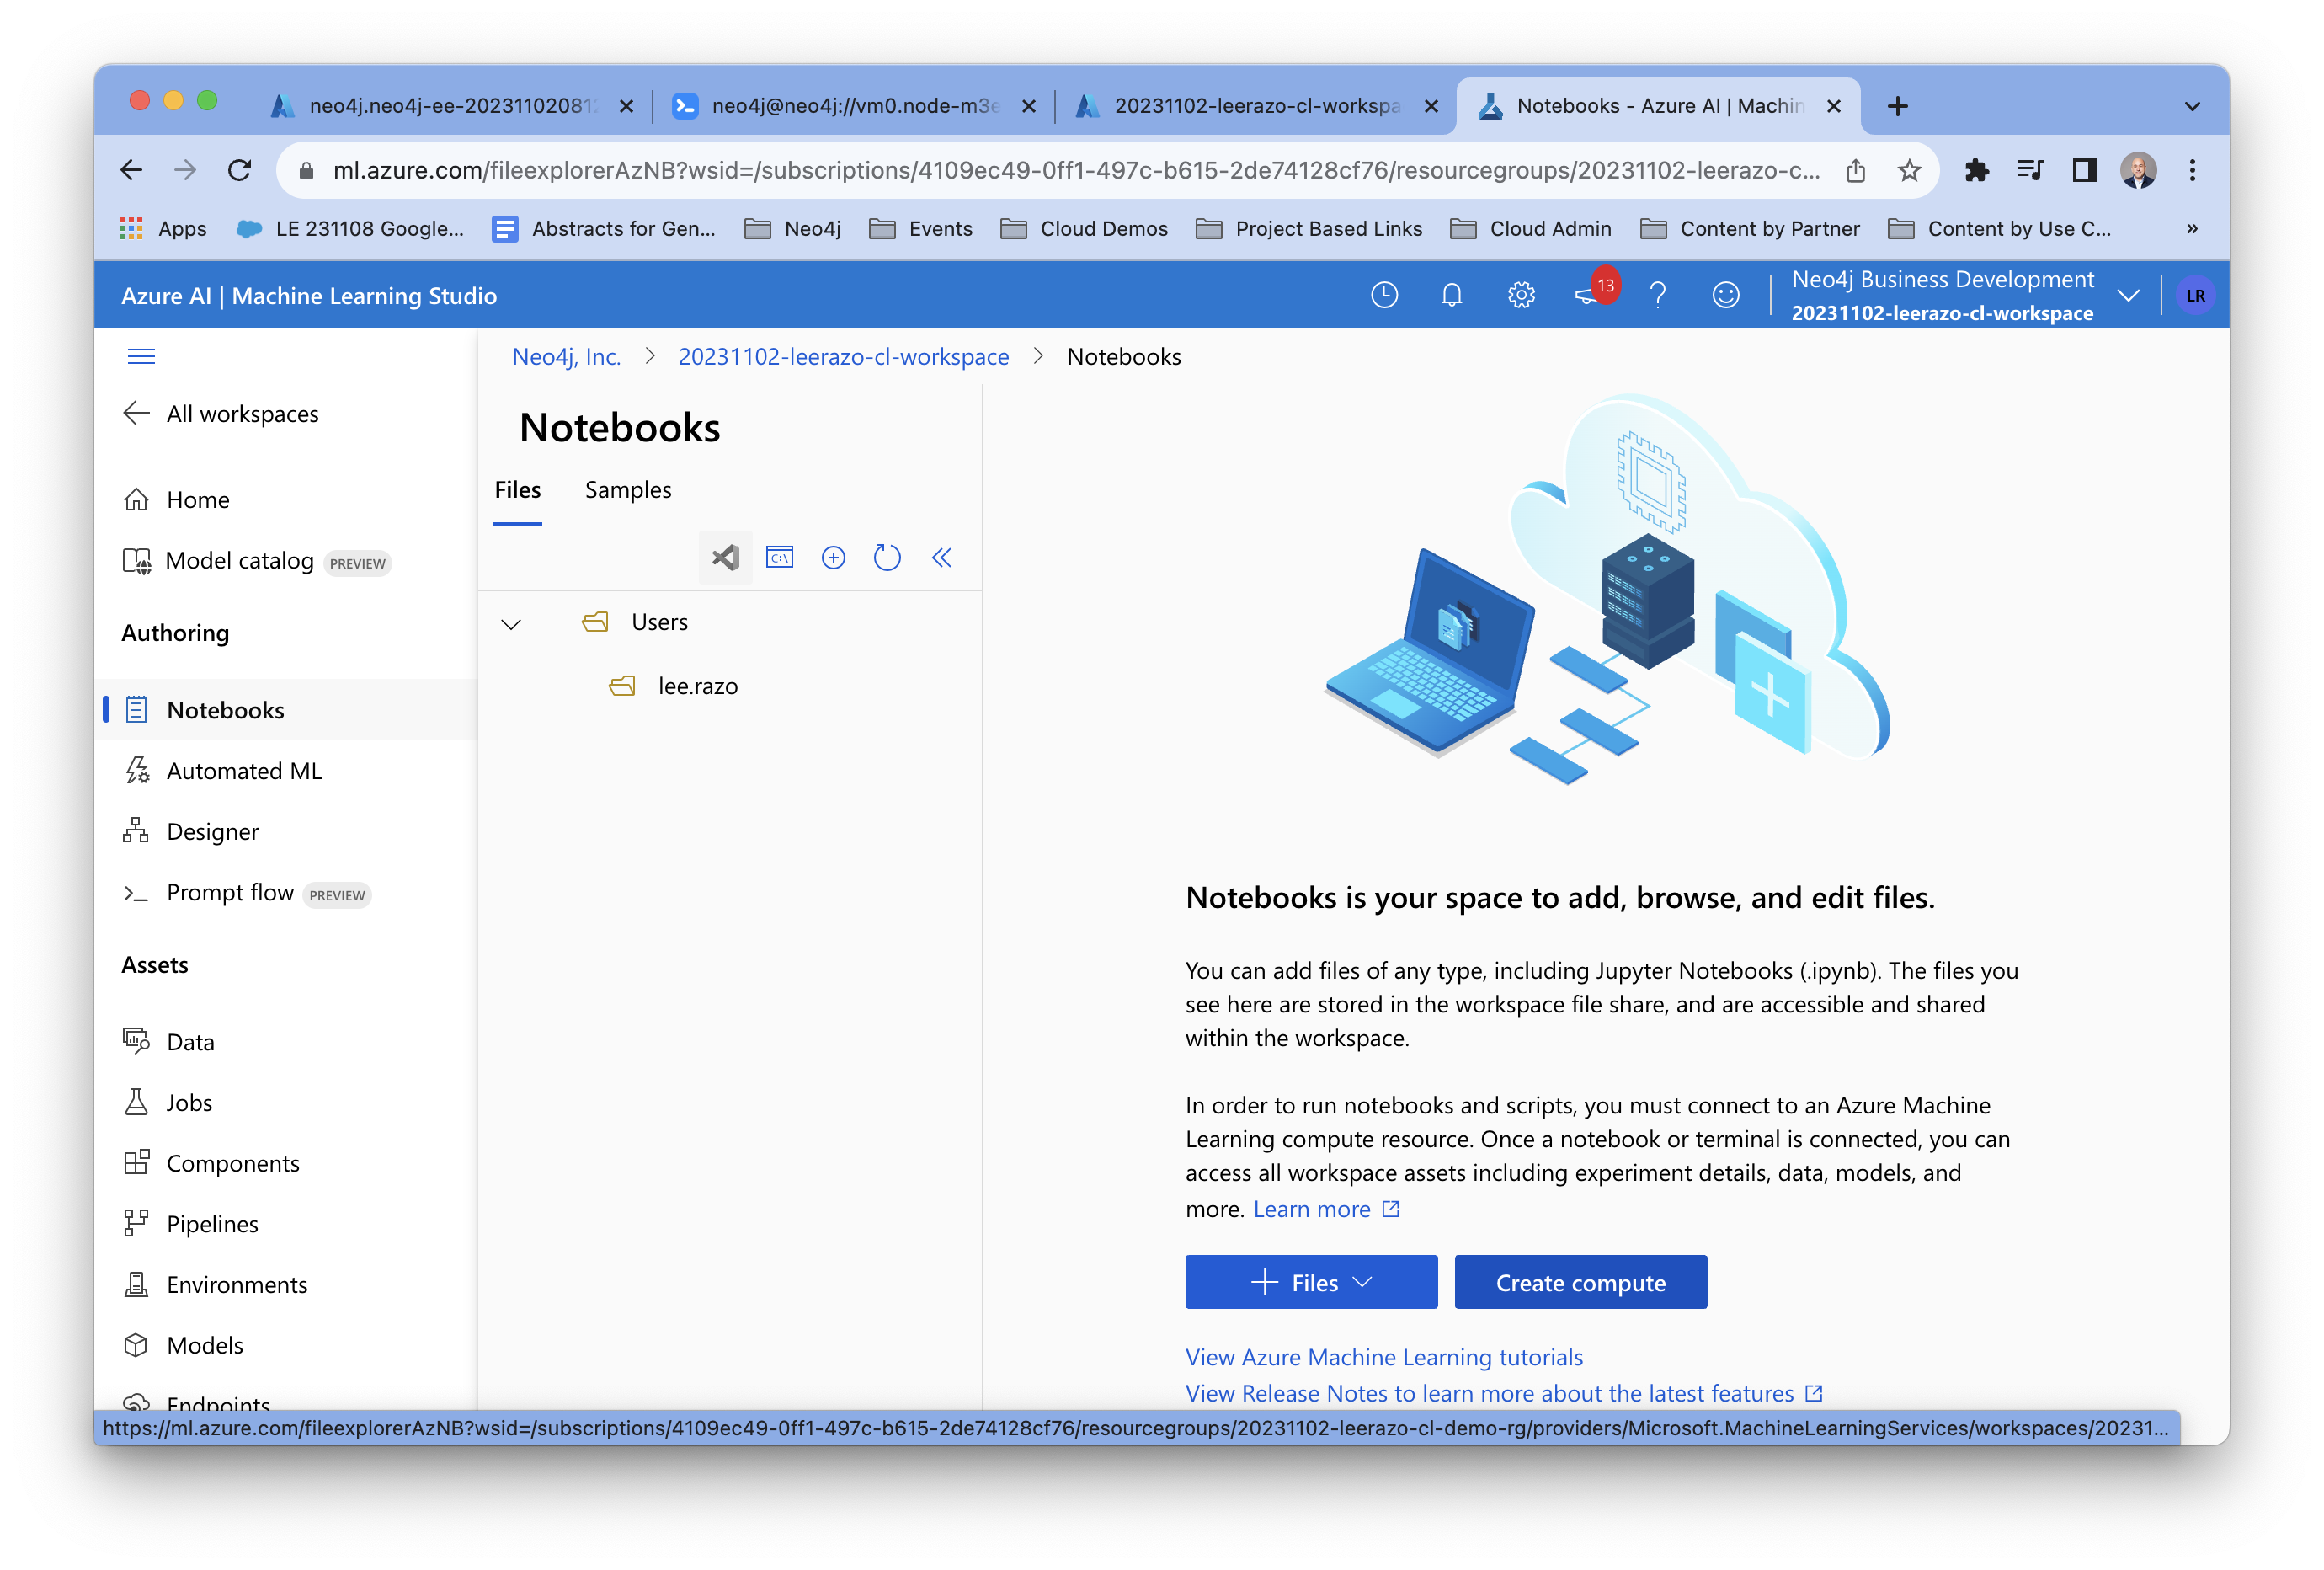 neo4j.neo4j-ee-202311020812
neo4j@neo4j://vm0.node-m3e
20231102-leerazo-cl-workspa
Notebooks - Azure AI | Machin
ml.azure.com/fileexplorerAzNB?wsid=/subscriptions/4109ec49-0ff1-497c-b615-2de74128cf76/resourcegroups/20231102-leerazo-c...
Apps
LE 231108 Google...
Abstracts for Gen...
Neo4j
Events
Cloud Demos
Project Based Links
Cloud Admin
Content by Partner
Content by Use C...
»
Azure AI | Machine Learning Studio
13
Neo4j Business Development
20231102-leerazo-cl-workspace
LR
Neo4j, Inc. > 20231102-leerazo-cl-workspace > Notebooks
All workspaces
Home
Model catalog PREVIEW
Authoring
Notebooks
Automated ML
Designer
Prompt flow PREVIEW
Assets
Data
Jobs
Components
Pipelines
Environments
Models
Endpoints
Notebooks
Files
Samples
C:\
Users
lee.razo
Notebooks is your space to add, browse, and edit files.
You can add files of any type, including Jupyter Notebooks (.ipynb). The files you
see here are stored in the workspace file share, and are accessible and shared
within the workspace.
In order to run notebooks and scripts, you must connect to an Azure Machine
Learning compute resource. Once a notebook or terminal is connected, you can
access all workspace assets including experiment details, data, models, and
more. Learn more
Files
Create compute
View Azure Machine Learning tutorials
View Release Notes to learn more about the latest features
https://ml.azure.com/fileexplorerAzNB?wsid=/subscriptions/4109ec49-0ff1-497c-b615-2de74128cf76/resourcegroups/20231102-leerazo-cl-demo-rg/providers/Microsoft.MachineLearningServices/workspaces/20231...